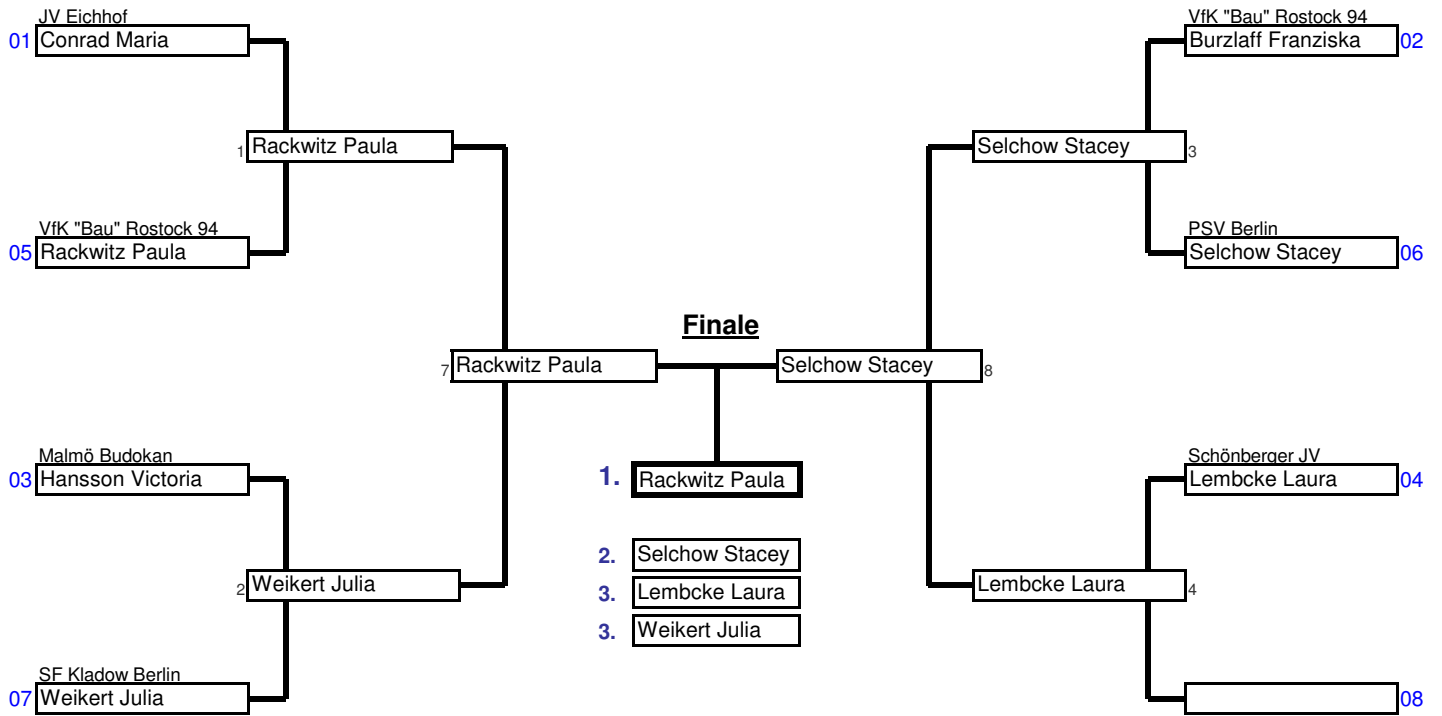 JV Eichhof
01 Conrad Maria
VfK "Bau" Rostock 94
Burzlaff Franziska 02
1 Rackwitz Paula
Selchow Stacey 3
VfK "Bau" Rostock 94
05 Rackwitz Paula
PSV Berlin
Selchow Stacey 06
Finale
7 Rackwitz Paula
Selchow Stacey 8
Malmö Budokan
03 Hansson Victoria
1. Rackwitz Paula
Schönberger JV
Lembcke Laura 04
2. Selchow Stacey
3. Lembcke Laura
3. Weikert Julia
2 Weikert Julia
Lembcke Laura 4
SF Kladow Berlin
07 Weikert Julia
08